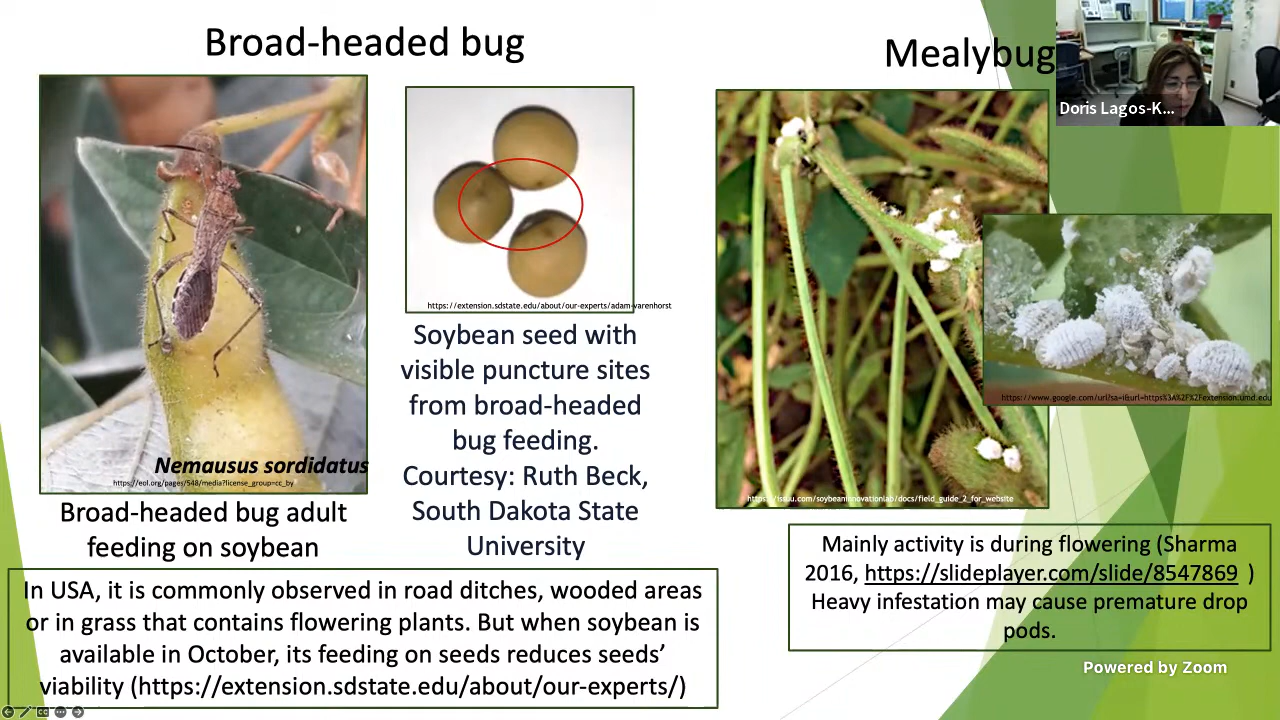 Broad-headed bug
Mealybug
Doris Lagos-K...
https://extension.sdstate.edu/about/our-experts/adam-varenhorst
Nemausus sordidatus
https://eol.org/pages/548/media?license_group=cc_by
Broad-headed bug adult
feeding on soybean
Soybean seed with
visible puncture sites
from broad-headed
bug feeding.
Courtesy: Ruth Beck,
South Dakota State
University
In USA, it is commonly observed in road ditches, wooded areas
or in grass that contains flowering plants. But when soybean is
available in October, its feeding on seeds reduces seeds’
viability (https://extension.sdstate.edu/about/our-experts/)
https://www.google.com/url?sa=i&url=https%3A%2F%2Fextension.umd.edu
https://issuu.com/soybeaninnovationlab/docs/field_guide_2_for_website
Mainly activity is during flowering (Sharma
2016, https://slideplayer.com/slide/8547869 )
Heavy infestation may cause premature drop
pods.
Powered by Zoom
CC